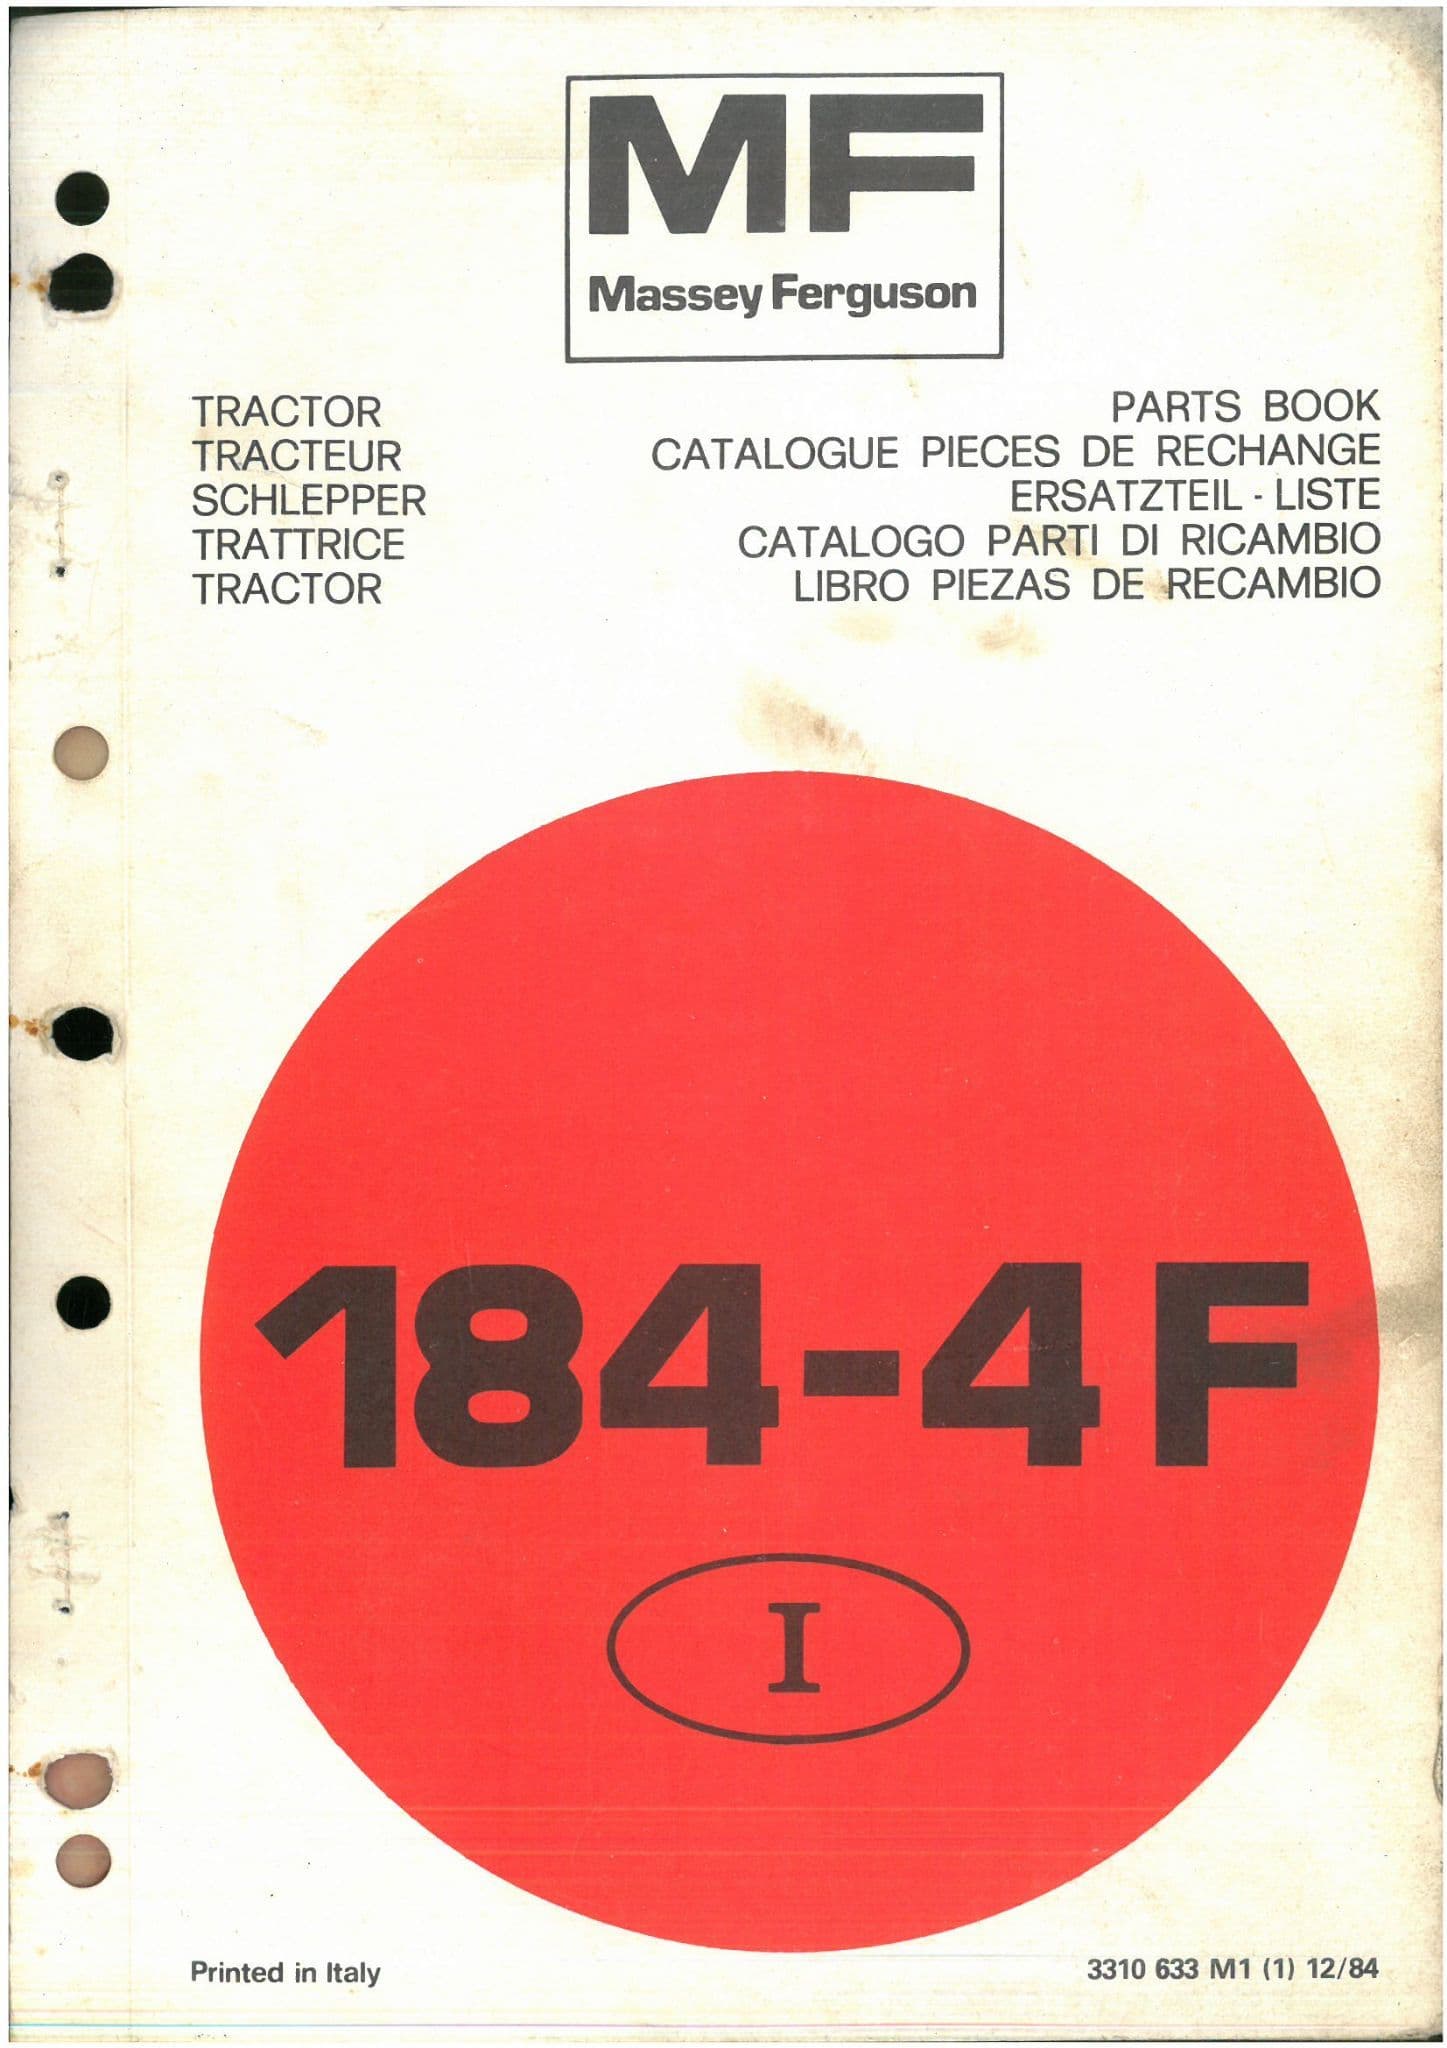 MF
Massey Ferguson
TRACTOR
TRACTEUR
SCHLEPPER
TRATTRICE
TRACTOR
PARTS BOOK
CATALOGUE PIECES DE RECHANGE
ERSATZTEIL - LISTE
CATALOGO PARTI DI RICAMBIO
LIBRO PIEZAS DE RECAMBIO
184-4F
I
Printed in Italy
3310 633 M1 (1) 12/84